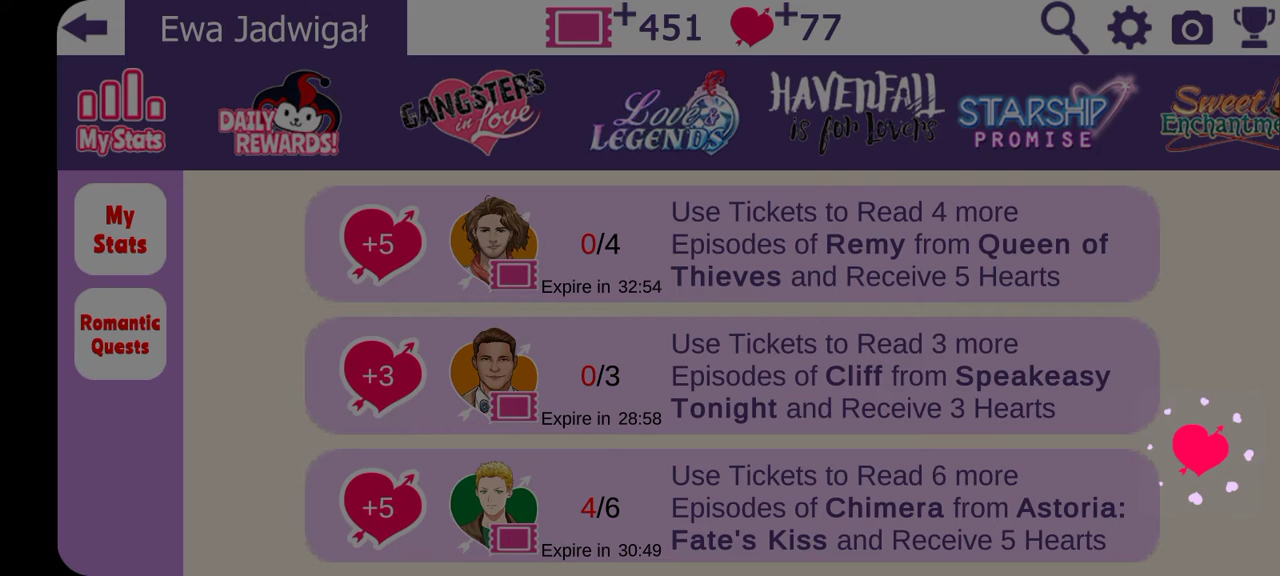 Ewa Jadwigał
+451
+77
My Stats
DAILY
REWARDS!
GANGSTERS
in Love
Love &
LEGENDS
HAVENFALL
is for Lovers
STARSHIP
PROMISE
Sweet
My
Stats
Romantic
Quests
+5
0/4
Expire in 32:54
Use Tickets to Read 4 more
Episodes of Remy from Queen of
Thieves and Receive 5 Hearts
+3
0/3
Expire in 28:58
Use Tickets to Read 3 more
Episodes of Cliff from Speakeasy
Tonight and Receive 3 Hearts
+5
4/6
Expire in 30:49
Use Tickets to Read 6 more
Episodes of Chimera from Astoria:
Fate's Kiss and Receive 5 Hearts